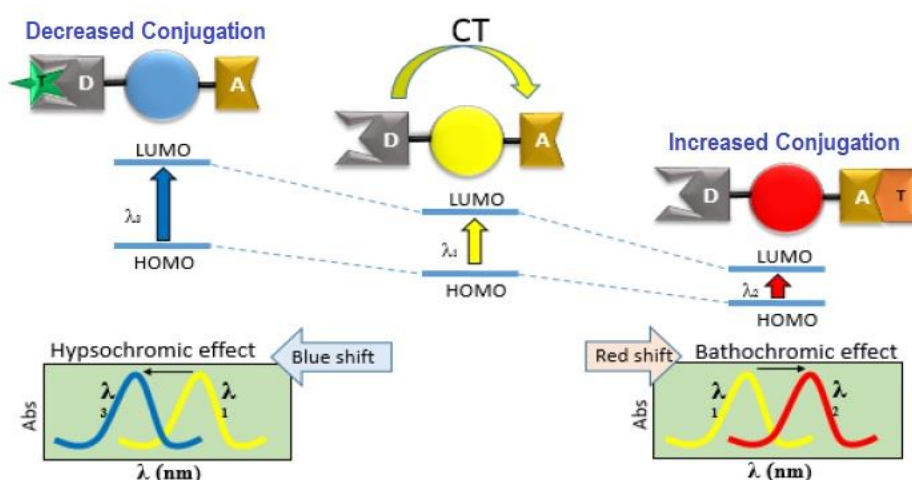 Decreased Conjugation
T D A
LUMO
λ3
HOMO
CT
D A
LUMO
λ1
HOMO
Increased Conjugation
D A T
LUMO
λ2
HOMO
Hypsochromic effect
Blue shift
Abs
λ
3
λ
1
λ (nm)
Red shift
Bathochromic effect
Abs
λ
1
λ
2
λ (nm)